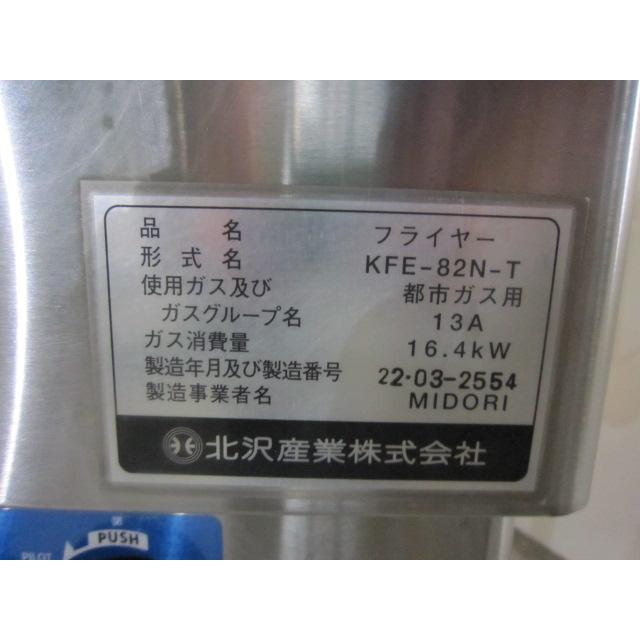 品 名 フライヤー
形 式 名 KFE-82N-T
使用ガス及び 都市ガス用
ガスグループ名 13A
ガス消費量 16.4kW
製造年月及び製造番号 22・03-2554
製造事業者名 MIDORI
北沢産業株式会社
PUSH
PILOT